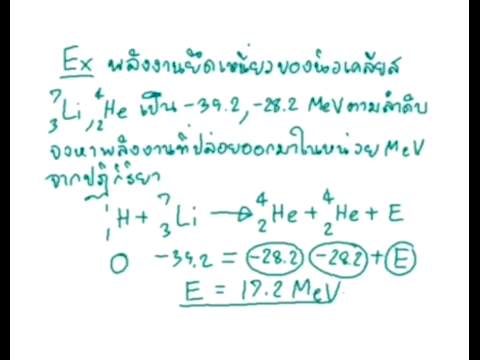 Ex พลังงานยึดเหนี่ยวของนิวเคลียส
⁷₃Li, ⁴₂He เป็น -39.2, -28.2 MeV ตามลำดับ
จงหาพลังงานที่ปล่อยออกมาในหน่วย MeV
จากปฏิกิริยา
¹₁H + ⁷₃Li → ⁴₂He + ⁴₂He + E
0 -39.2 = -28.2 -28.2 + E
E = 17.2 MeV